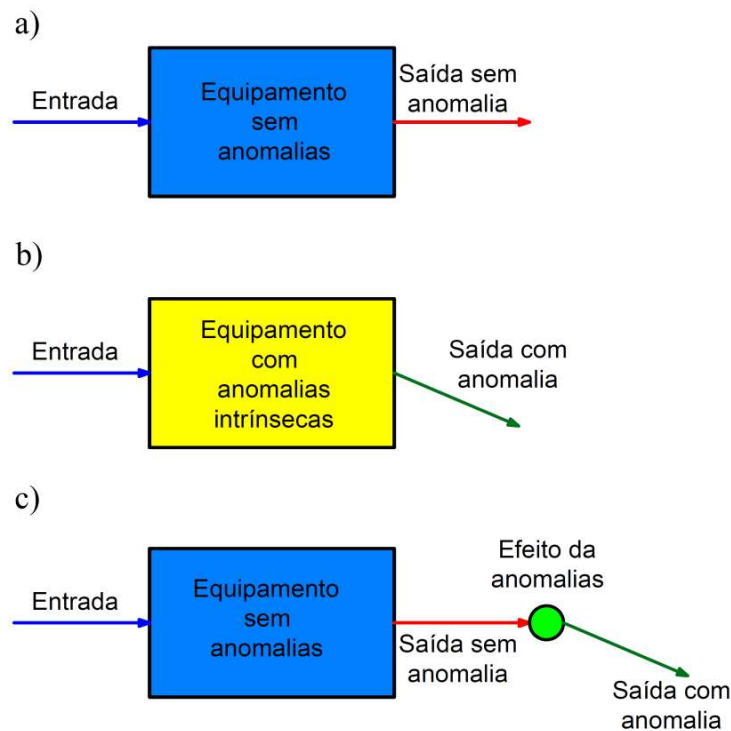 a)
Entrada
Equipamento
sem
anomalias
Saída sem
anomalia
b)
Entrada
Equipamento
com
anomalias
intrínsecas
Saída com
anomalia
c)
Entrada
Equipamento
sem
anomalias
Saída sem
anomalia
Efeito da
anomalias
Saída com
anomalia